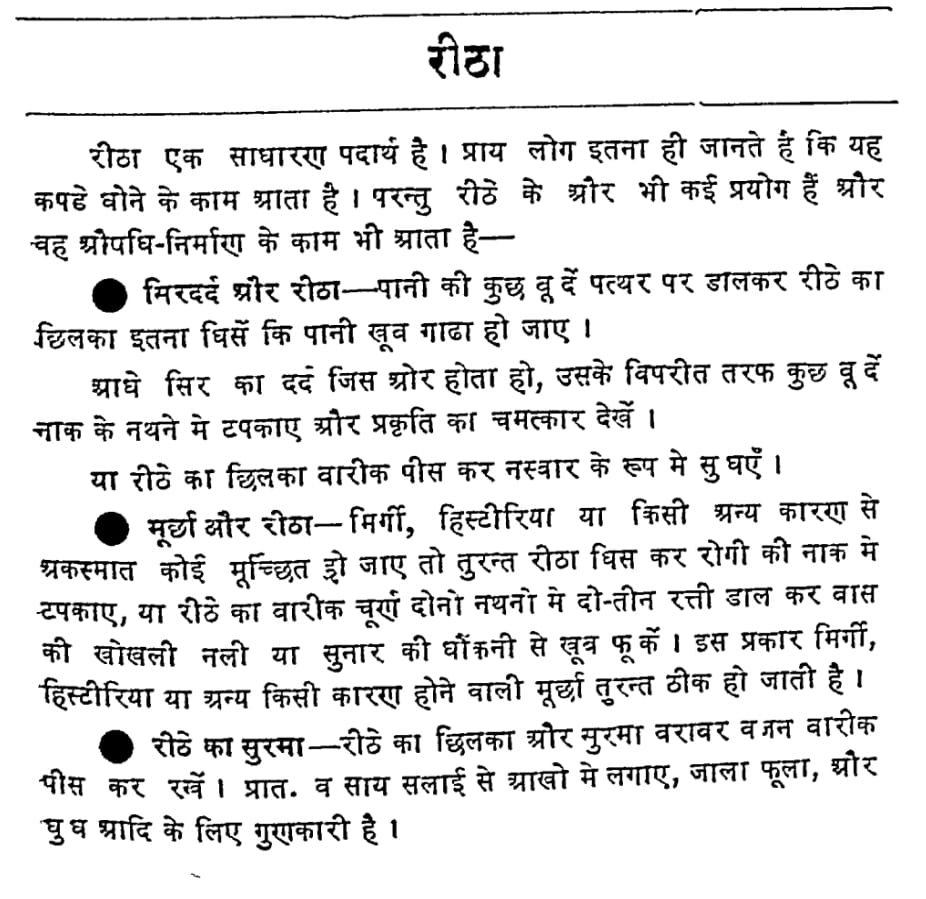 रीठा
रीठा एक साधारण पदार्थ है । प्राय लोग इतना ही जानते हैं कि यह
कपडे धोने के काम आता है । परन्तु रीठे के और भी कई प्रयोग हैं और
वह औपधि-निर्माण के काम भी आता है—
● सिरदर्द और रीठा—पानी की कुछ वू दें पत्थर पर डालकर रीठे का
छिलका इतना घिसें कि पानी खूव गाढा हो जाए ।
आधे सिर का दर्द जिस ओर होता हो, उसके विपरीत तरफ कुछ वू दें
नाक के नथने मे टपकाए और प्रकृति का चमत्कार देखें ।
या रीठे का छिलका वारीक पीस कर नस्वार के रूप मे सु घएँ ।
● मूर्छा और रीठा—मिर्गी, हिस्टीरिया या किसी अन्य कारण से
अकस्मात कोई मूर्च्छित हो जाए तो तुरन्त रीठा घिस कर रोगी की नाक मे
टपकाए, या रीठे का वारीक चूर्ण दोनो नथनो मे दो-तीन रत्ती डाल कर वास
की खोखली नली या सुनार की धौंकनी से खूव फू कें । इस प्रकार मिर्गी,
हिस्टीरिया या अन्य किसी कारण होने वाली मूर्छा तुरन्त ठीक हो जाती है ।
● रीठे का सुरमा—रीठे का छिलका और सुरमा वरावर वजन वारीक
पीस कर रखें । प्रात. व साय सलाई से आखो मे लगाए, जाला फूला, और
धु ध आदि के लिए गुणकारी है ।